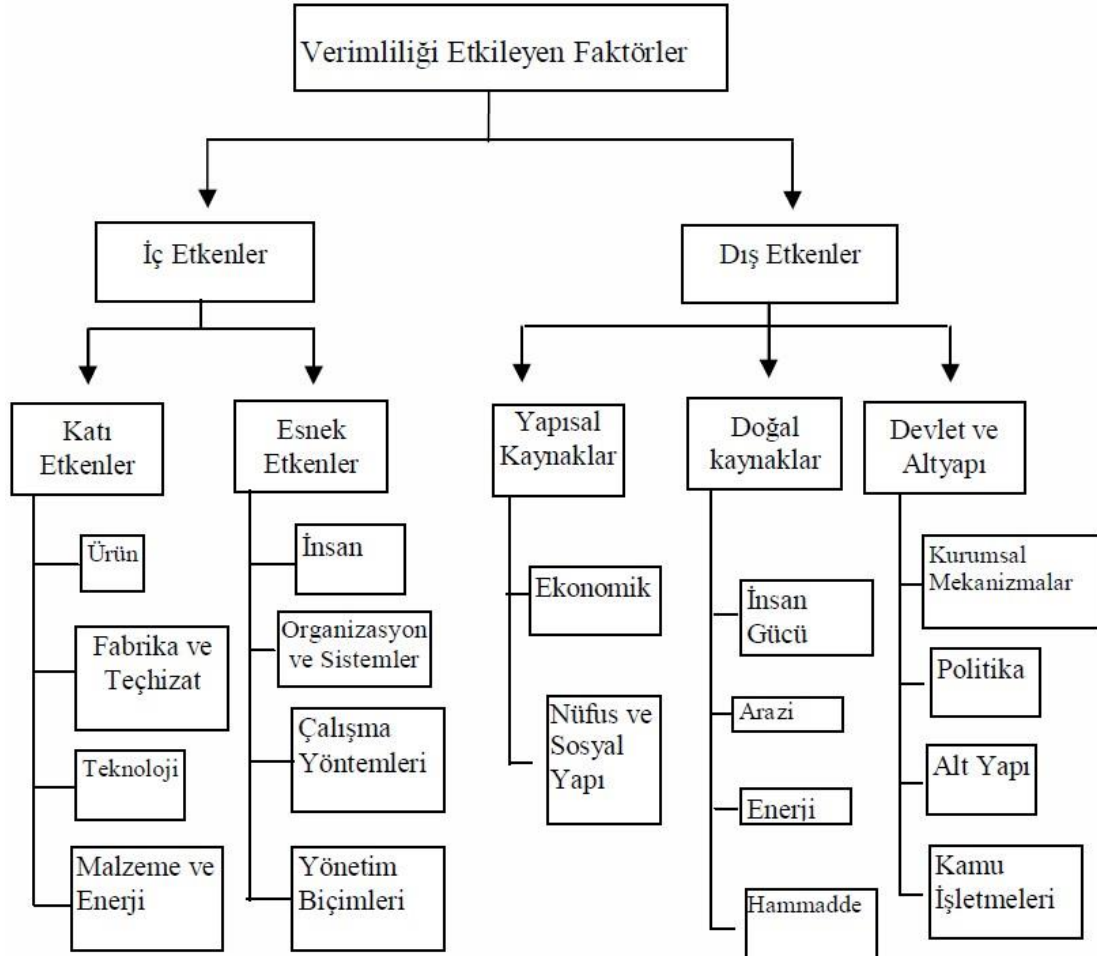 Verimliliği Etkileyen Faktörler
İç Etkenler
Dış Etkenler
Katı
Etkenler
Esnek
Etkenler
Yapısal
Kaynaklar
Doğal
kaynaklar
Devlet ve
Altyapı
Ürün
Fabrika ve
Teçhizat
Teknoloji
Malzeme ve
Enerji
İnsan
Organizasyon
ve Sistemler
Çalışma
Yöntemleri
Yönetim
Biçimleri
Ekonomik
Nüfus ve
Sosyal
Yapı
İnsan
Gücü
Arazi
Enerji
Hammadde
Kurumsal
Mekanizmalar
Politika
Alt Yapı
Kamu
İşletmeleri